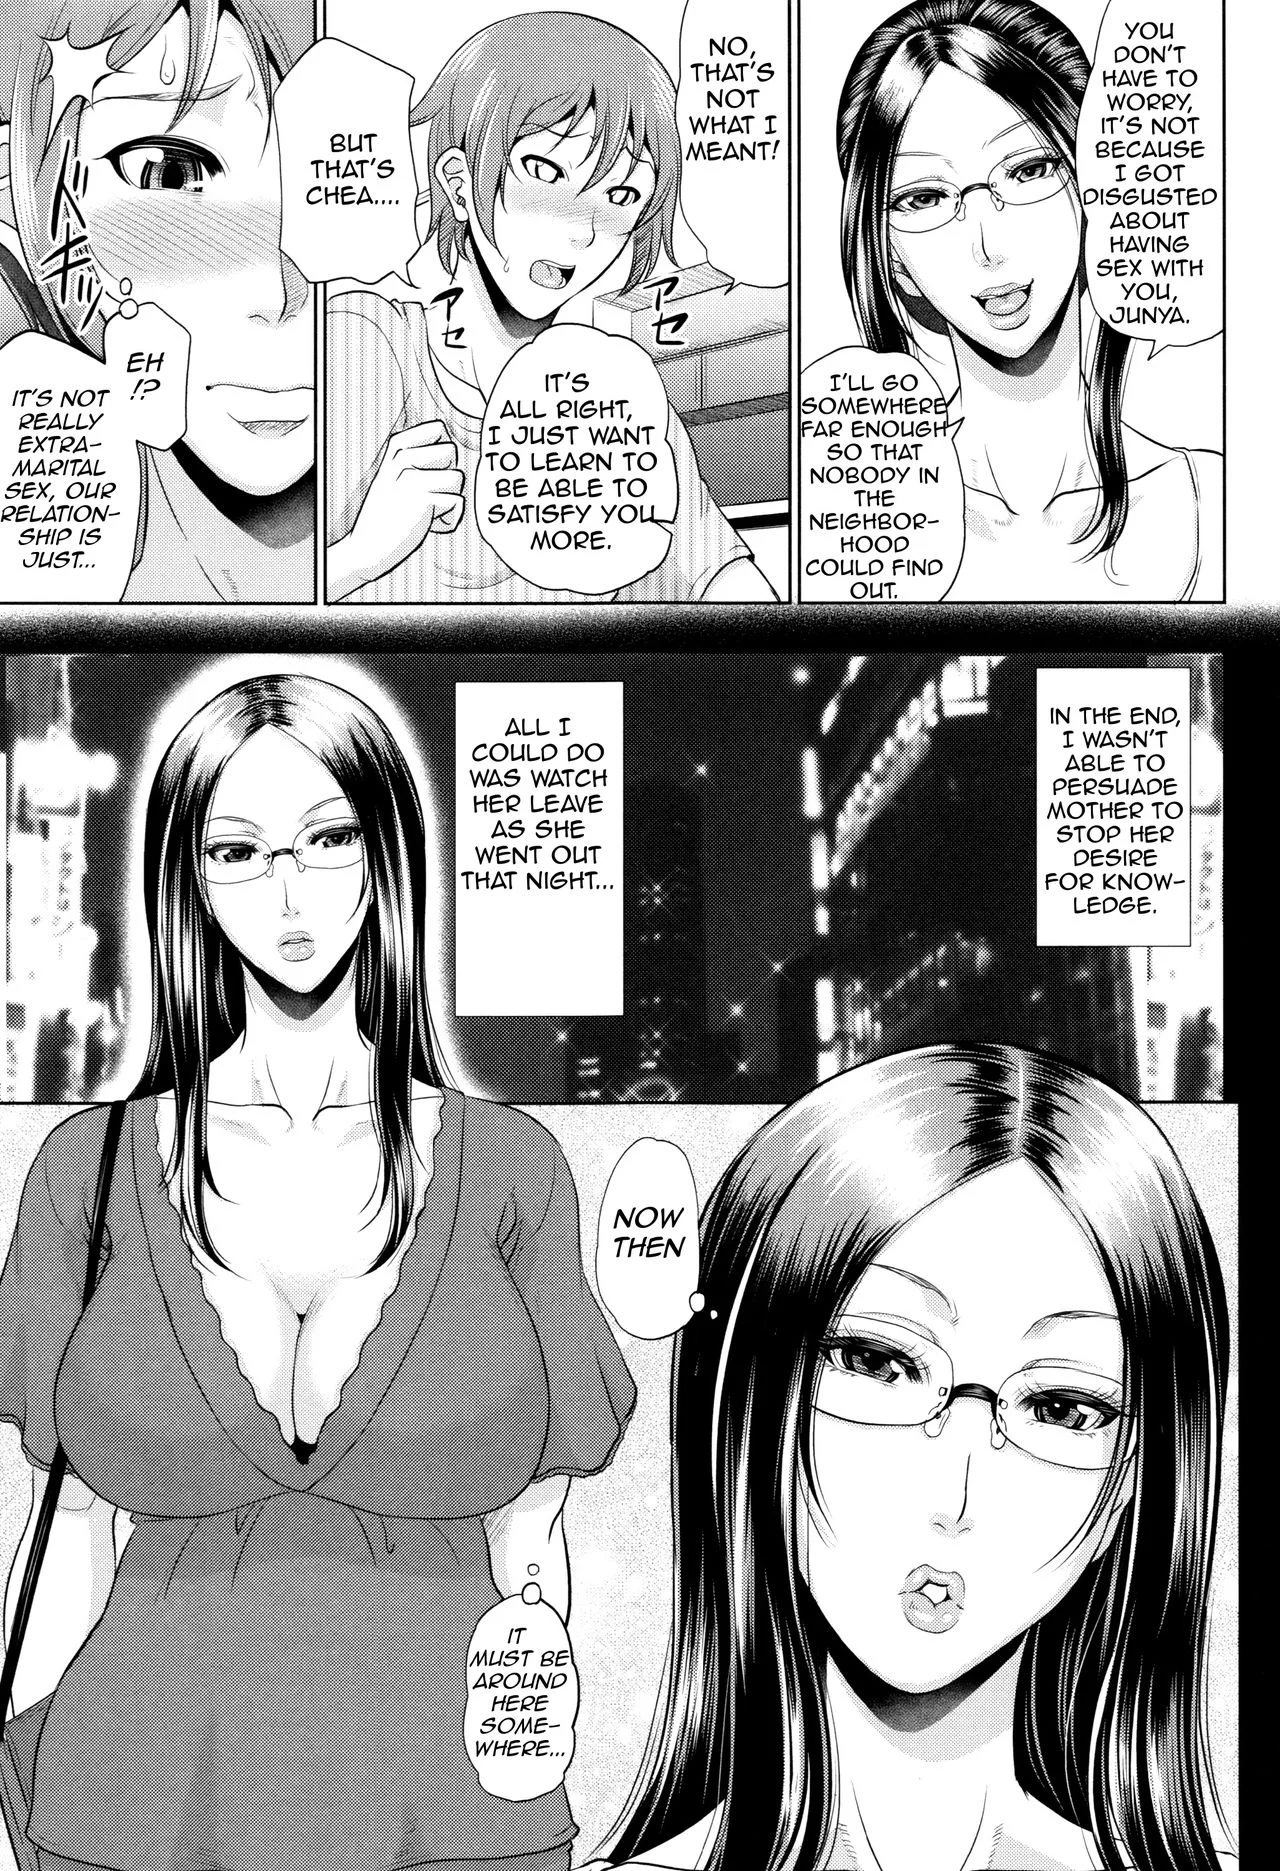 YOU
DON'T
HAVE TO
WORRY,
IT'S NOT
BECAUSE
I GOT
DISGUSTED
ABOUT
HAVING
SEX WITH
YOU,
JUNYA.
I'LL GO
SOMEWHERE
FAR ENOUGH
SO THAT
NOBODY IN
THE
NEIGHBOR-
HOOD
COULD FIND
OUT.
NO,
THAT'S
NOT
WHAT I
MEANT!
BUT
THAT'S
CHEA....
アセ
アセ
IT'S
ALL RIGHT,
I JUST WANT
TO LEARN TO
BE ABLE TO
SATISFY YOU
MORE.
ズキッ
EH
!?
IT'S NOT
REALLY
EXTRA-
MARITAL
SEX, OUR
RELATION-
SHIP IS
JUST...
IN THE END,
I WASN'T
ABLE TO
PERSUADE
MOTHER TO
STOP HER
DESIRE
FOR KNOW-
LEDGE.
ALL I
COULD DO
WAS WATCH
HER LEAVE
AS SHE
WENT OUT
THAT NIGHT...
NOW
THEN
IT
MUST BE
AROUND
HERE
SOME-
WHERE...